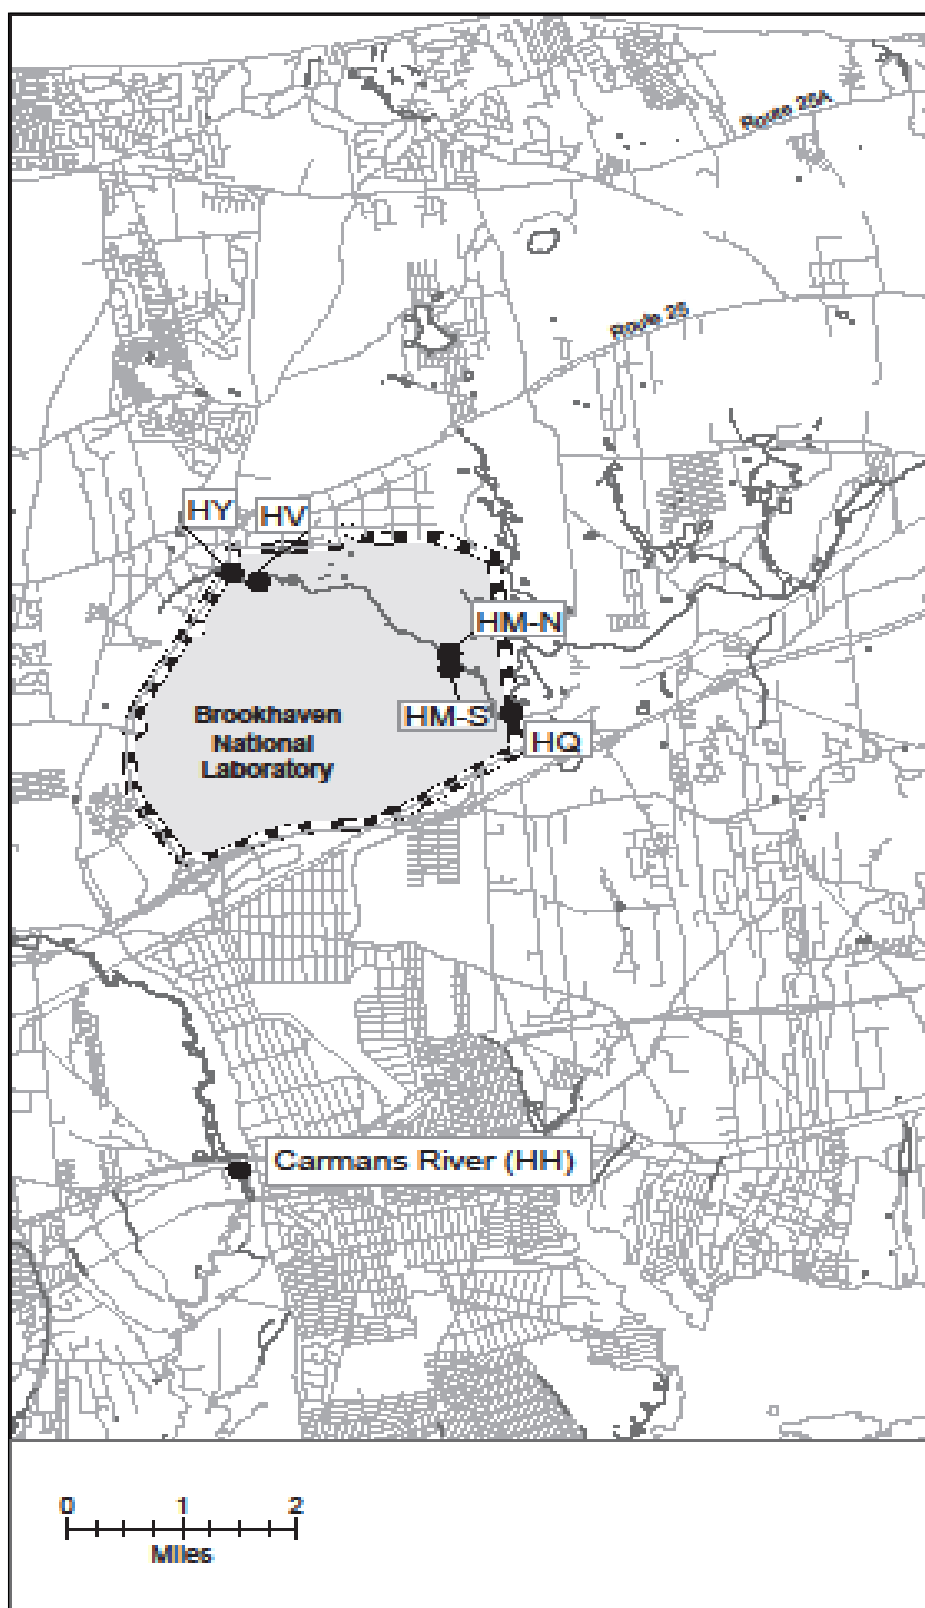 Route 25A
Route 25
HY
HV
HM-N
HM-S
HQ
Brookhaven
National
Laboratory
Carmans River (HH)
0 1 2
Miles